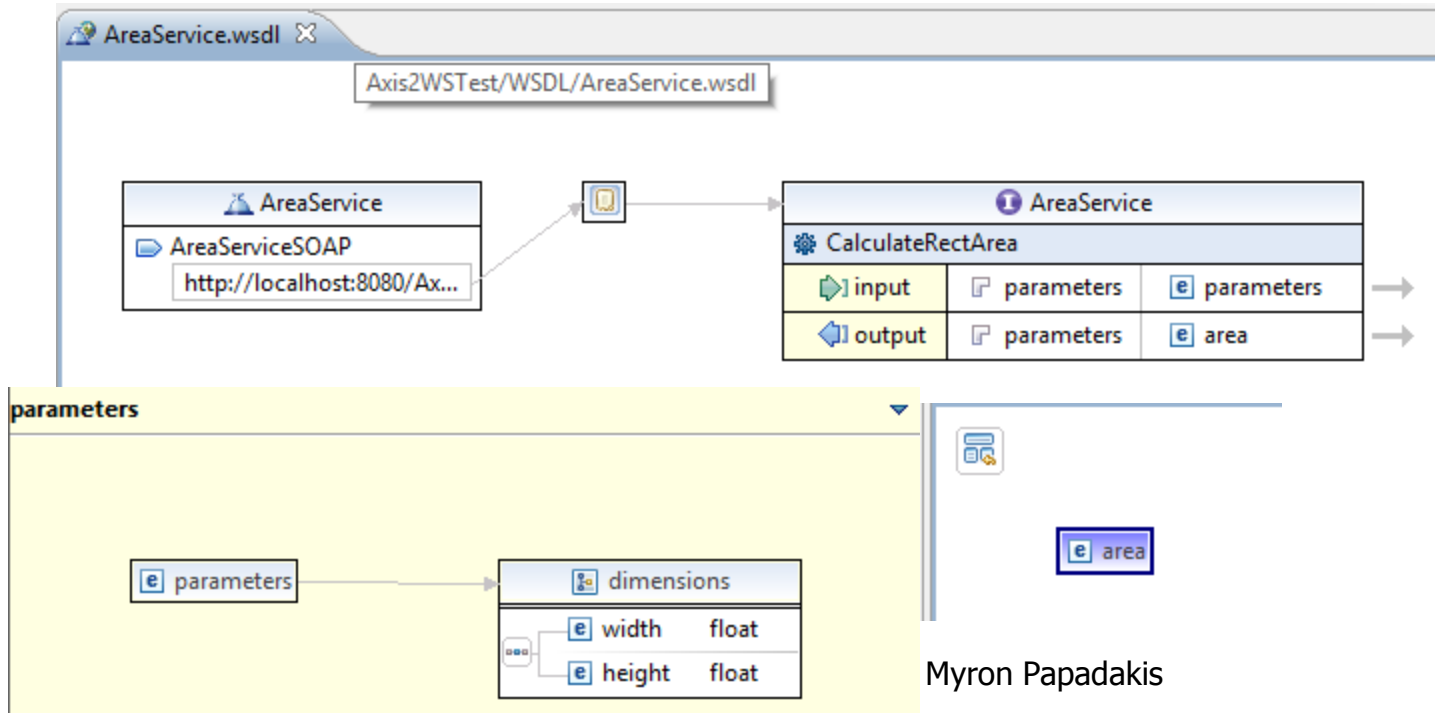 AreaService.wsdl
Axis2WSTest/WSDL/AreaService.wsdl
AreaService
AreaServiceSOAP
http://localhost:8080/Ax...
AreaService
CalculateRectArea
input parameters e parameters
output parameters e area
parameters
e parameters
dimensions
e width float
e height float
e area
Myron Papadakis